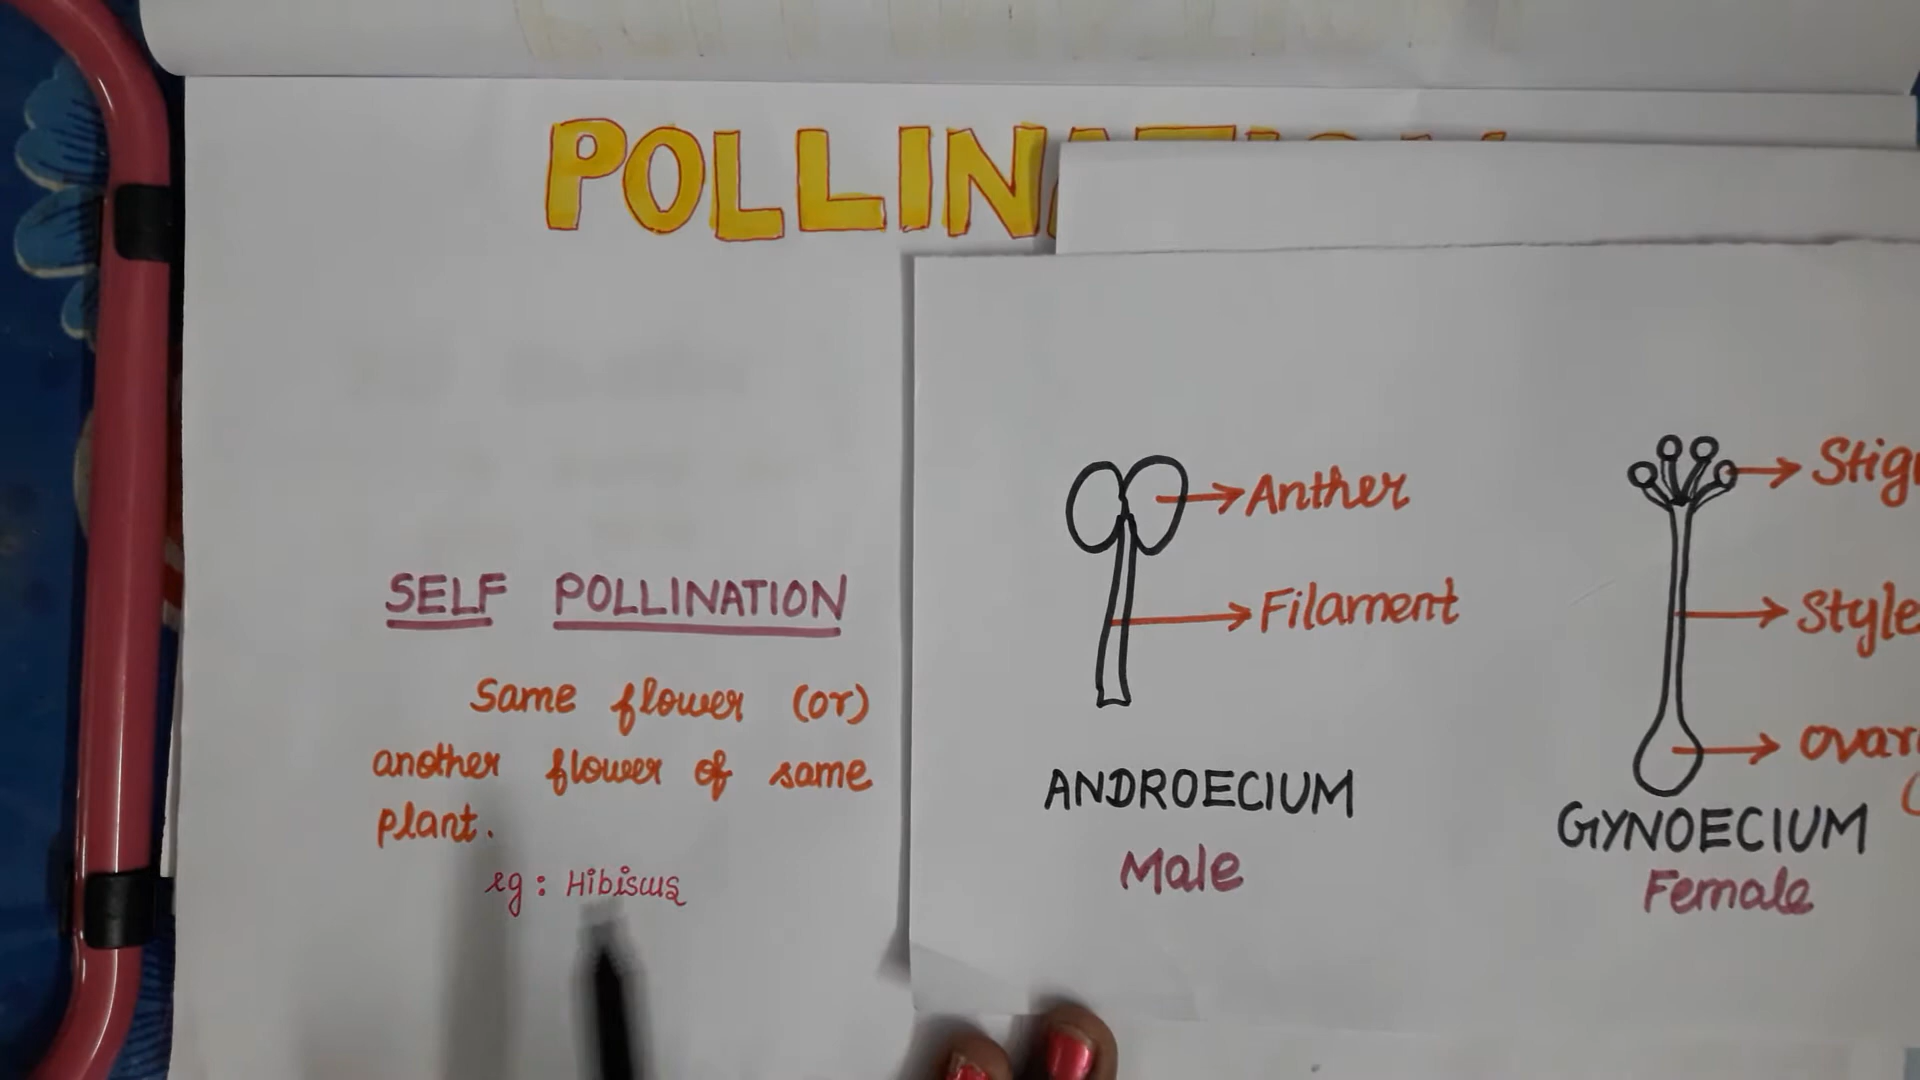 POLLIN
SELF POLLINATION
Same flower (or)
another flower of same
plant.
eg : Hibiscus
Anther
Filament
ANDROECIUM
Male
Style
GYNOECIUM
Female